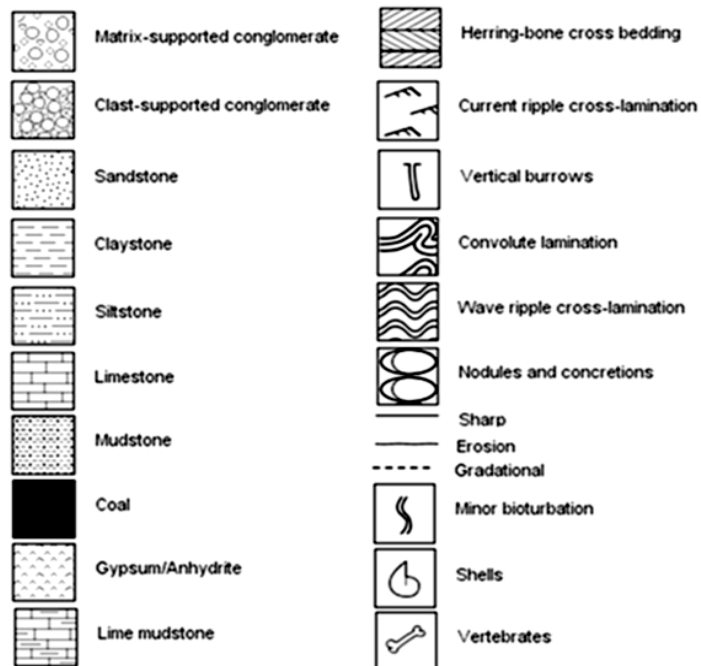 Matrix-supported conglomerate
Clast-supported conglomerate
Sandstone
Claystone
Siltstone
Limestone
Mudstone
Coal
Gypsum/Anhydrite
Lime mudstone
Herring-bone cross bedding
Current ripple cross-lamination
Vertical burrows
Convolute lamination
Wave ripple cross-lamination
Nodules and concretions
Sharp
Erosion
Gradational
Minor bioturbation
Shells
Vertebrates